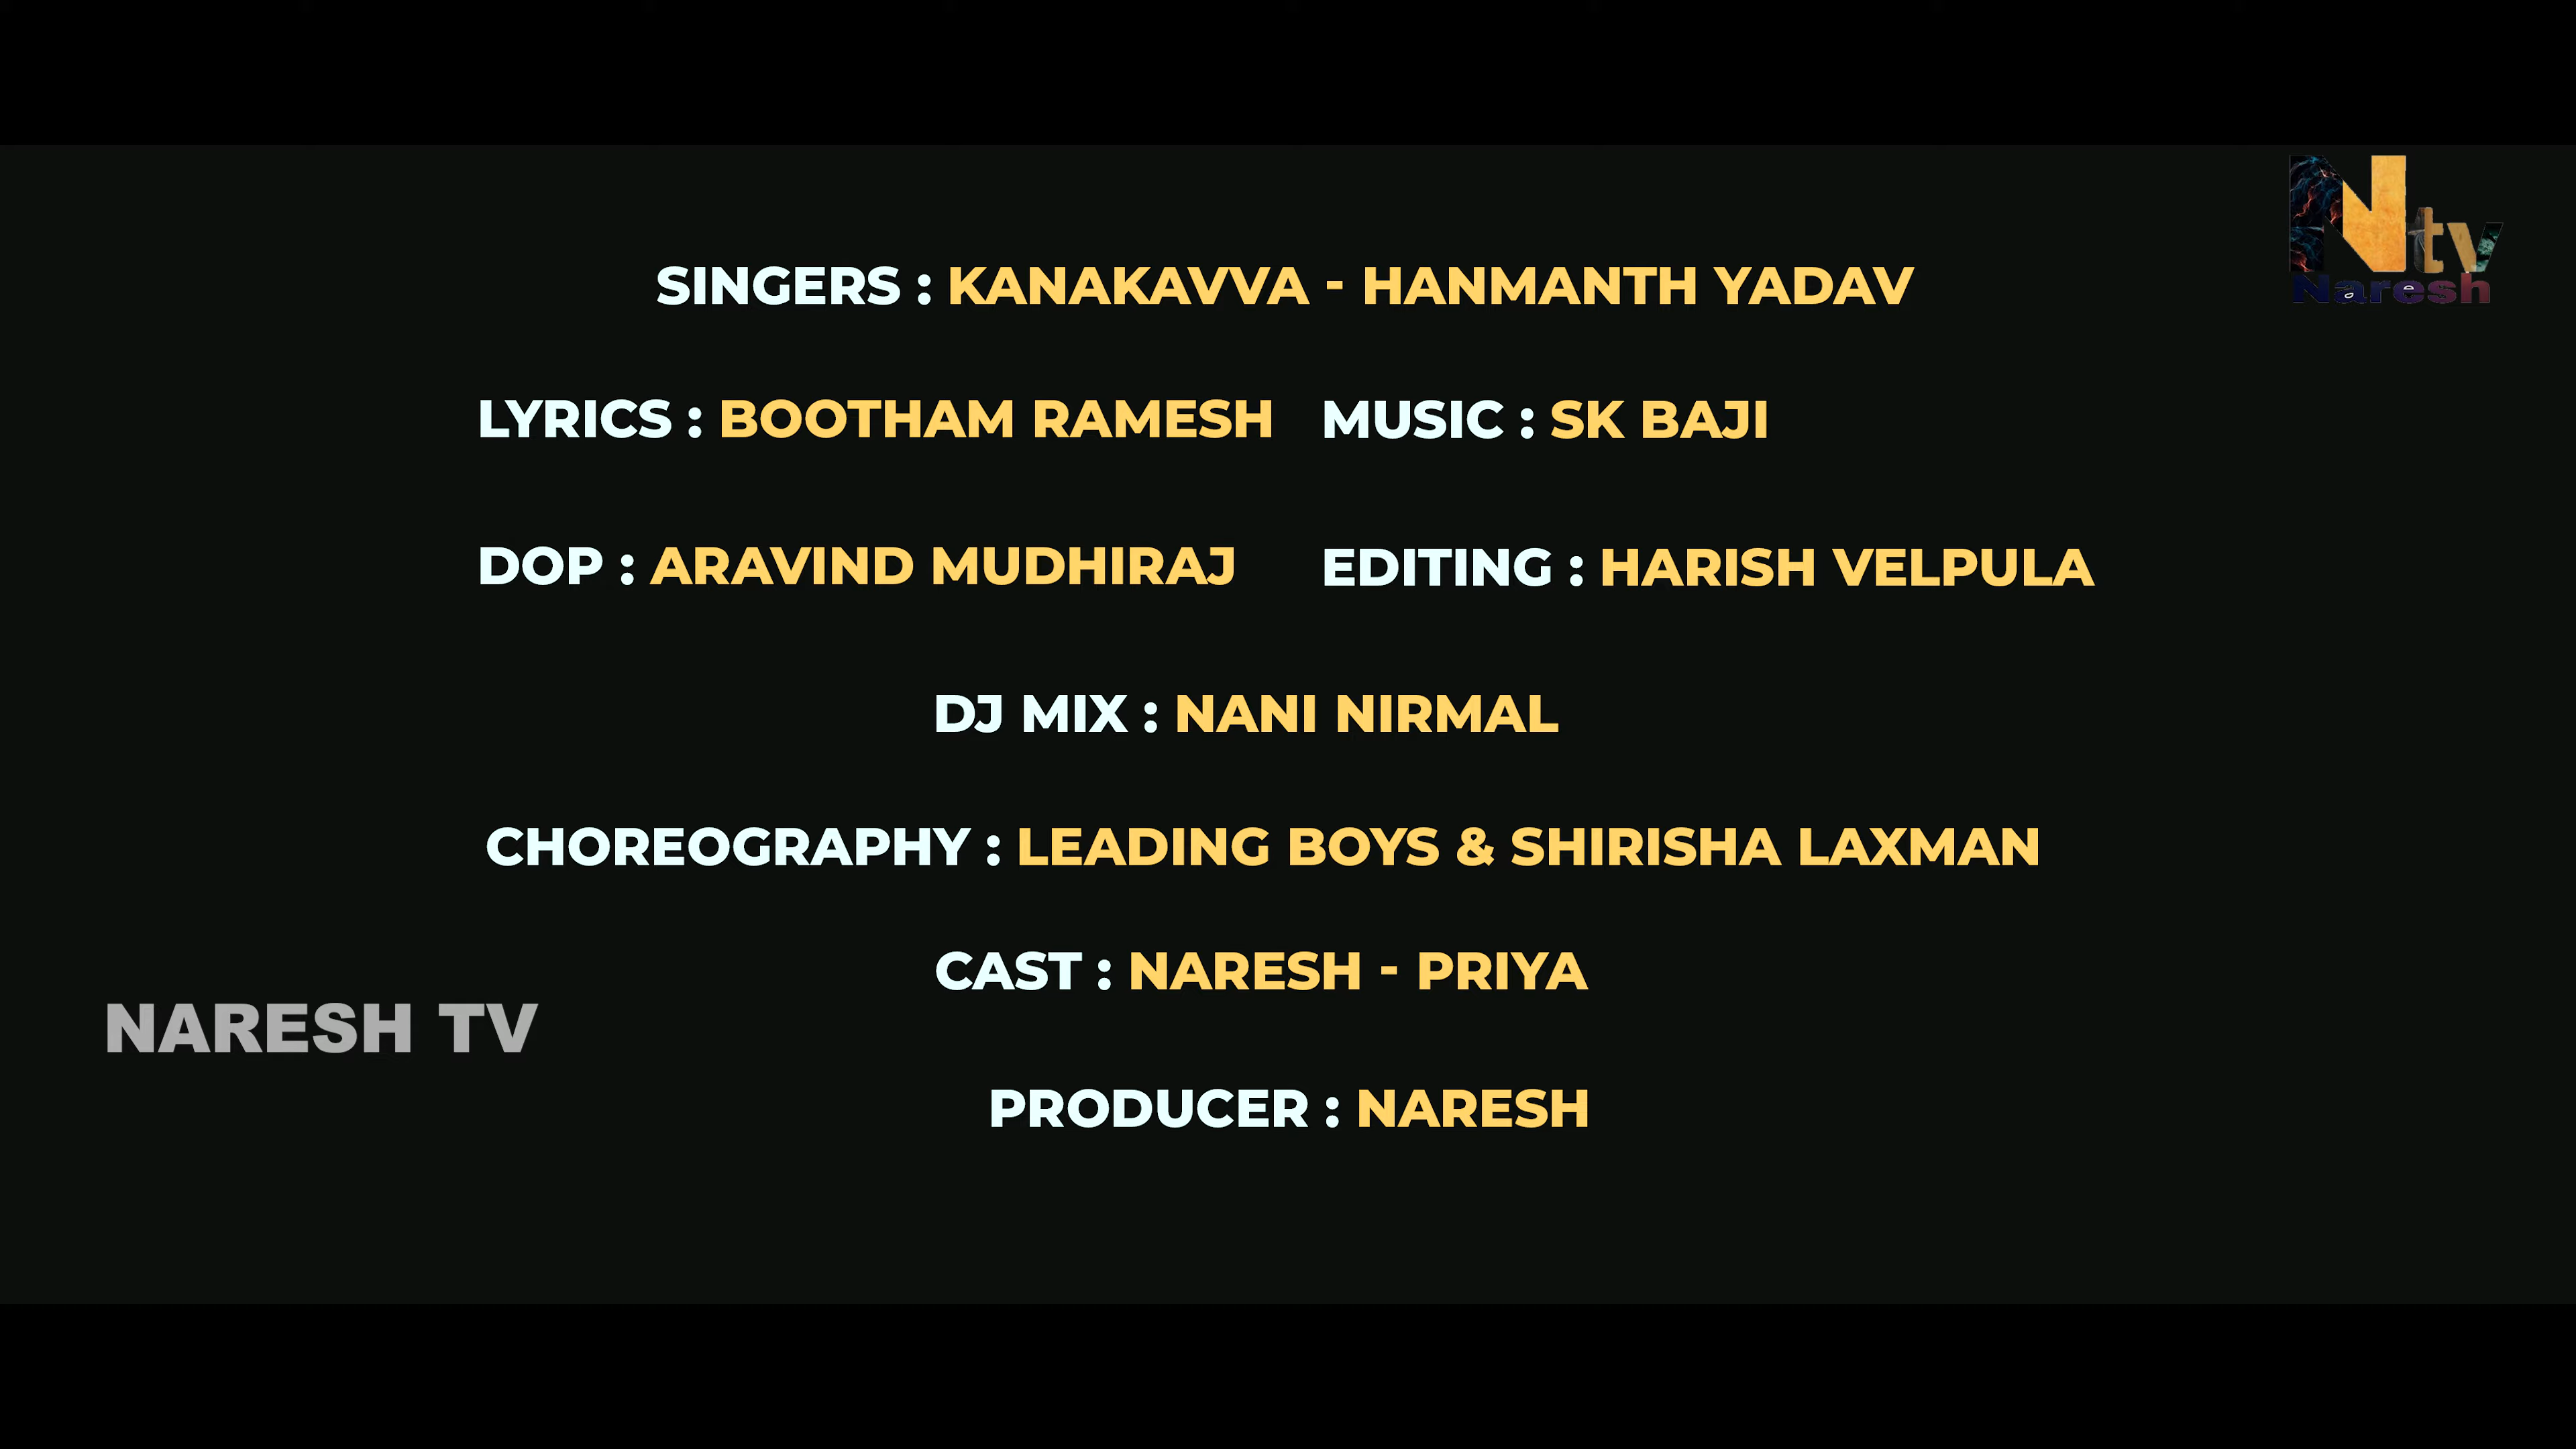 Ntv
Naresh
SINGERS : KANAKAVVA - HANMANTH YADAV
LYRICS : BOOTHAM RAMESH MUSIC : SK BAJI
DOP : ARAVIND MUDHIRAJ EDITING : HARISH VELPULA
DJ MIX : NANI NIRMAL
CHOREOGRAPHY : LEADING BOYS & SHIRISHA LAXMAN
CAST : NARESH - PRIYA
NARESH TV
PRODUCER : NARESH